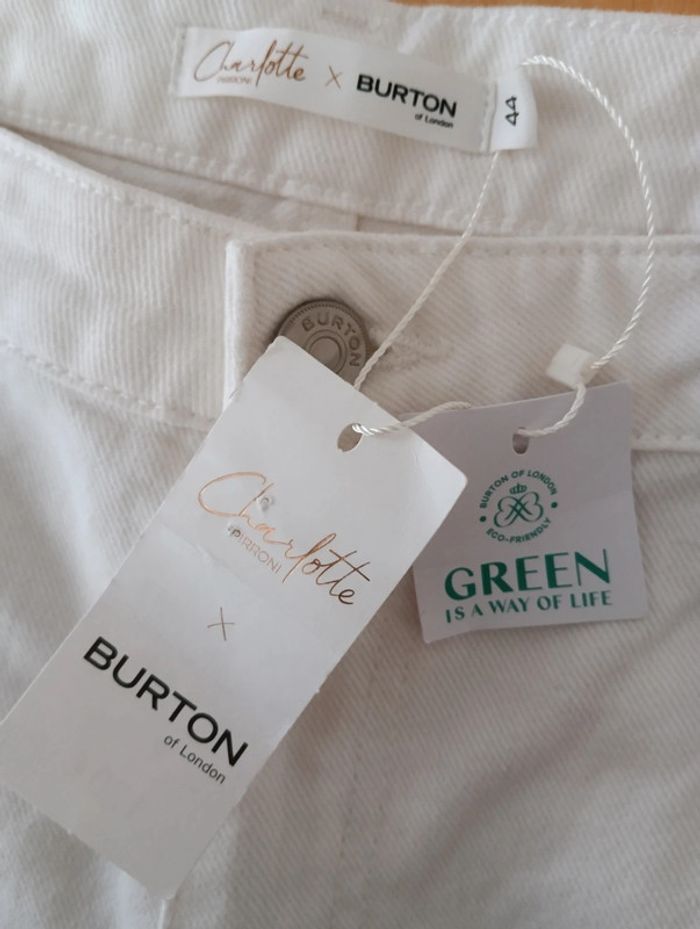 Charlotte
PIRRONI
X
BURTON
of London
44
BURTON
Charlotte
PIRRONI
X
BURTON
of London
BURTON OF LONDON
ECO-FRIENDLY
GREEN
IS A WAY OF LIFE